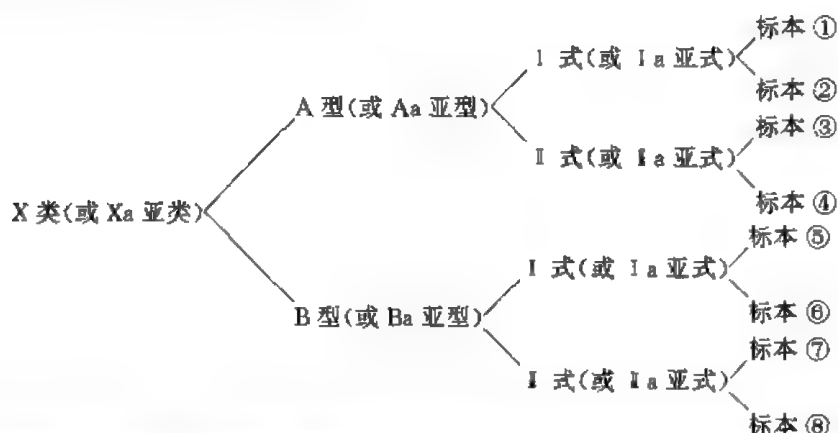 标本 ①
Ⅰ 式(或 Ⅰa 亚式)
标本 ②
A 型(或 Aa 亚型)
标本 ③
Ⅱ 式(或 Ⅱa 亚式)
标本 ④
X 类(或 Xa 亚类)
标本 ⑤
Ⅰ 式(或 Ⅰa 亚式)
标本 ⑥
B 型(或 Ba 亚型)
标本 ⑦
Ⅱ 式(或 Ⅱa 亚式)
标本 ⑧